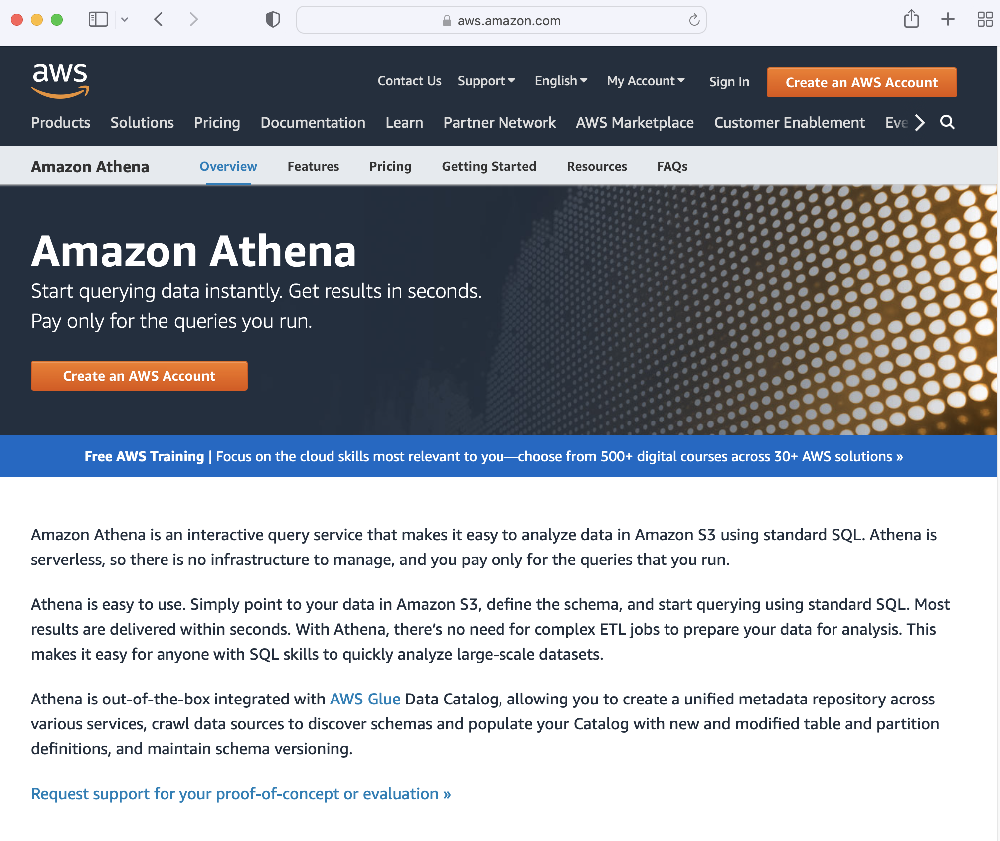 aws.amazon.com
aws
Contact Us Support English My Account Sign In Create an AWS Account
Products Solutions Pricing Documentation Learn Partner Network AWS Marketplace Customer Enablement Eve
Amazon Athena Overview Features Pricing Getting Started Resources FAQs
Amazon Athena
Start querying data instantly. Get results in seconds.
Pay only for the queries you run.
Create an AWS Account
Free AWS Training | Focus on the cloud skills most relevant to you—choose from 500+ digital courses across 30+ AWS solutions »
Amazon Athena is an interactive query service that makes it easy to analyze data in Amazon S3 using standard SQL. Athena is
serverless, so there is no infrastructure to manage, and you pay only for the queries that you run.
Athena is easy to use. Simply point to your data in Amazon S3, define the schema, and start querying using standard SQL. Most
results are delivered within seconds. With Athena, there’s no need for complex ETL jobs to prepare your data for analysis. This
makes it easy for anyone with SQL skills to quickly analyze large-scale datasets.
Athena is out-of-the-box integrated with AWS Glue Data Catalog, allowing you to create a unified metadata repository across
various services, crawl data sources to discover schemas and populate your Catalog with new and modified table and partition
definitions, and maintain schema versioning.
Request support for your proof-of-concept or evaluation »